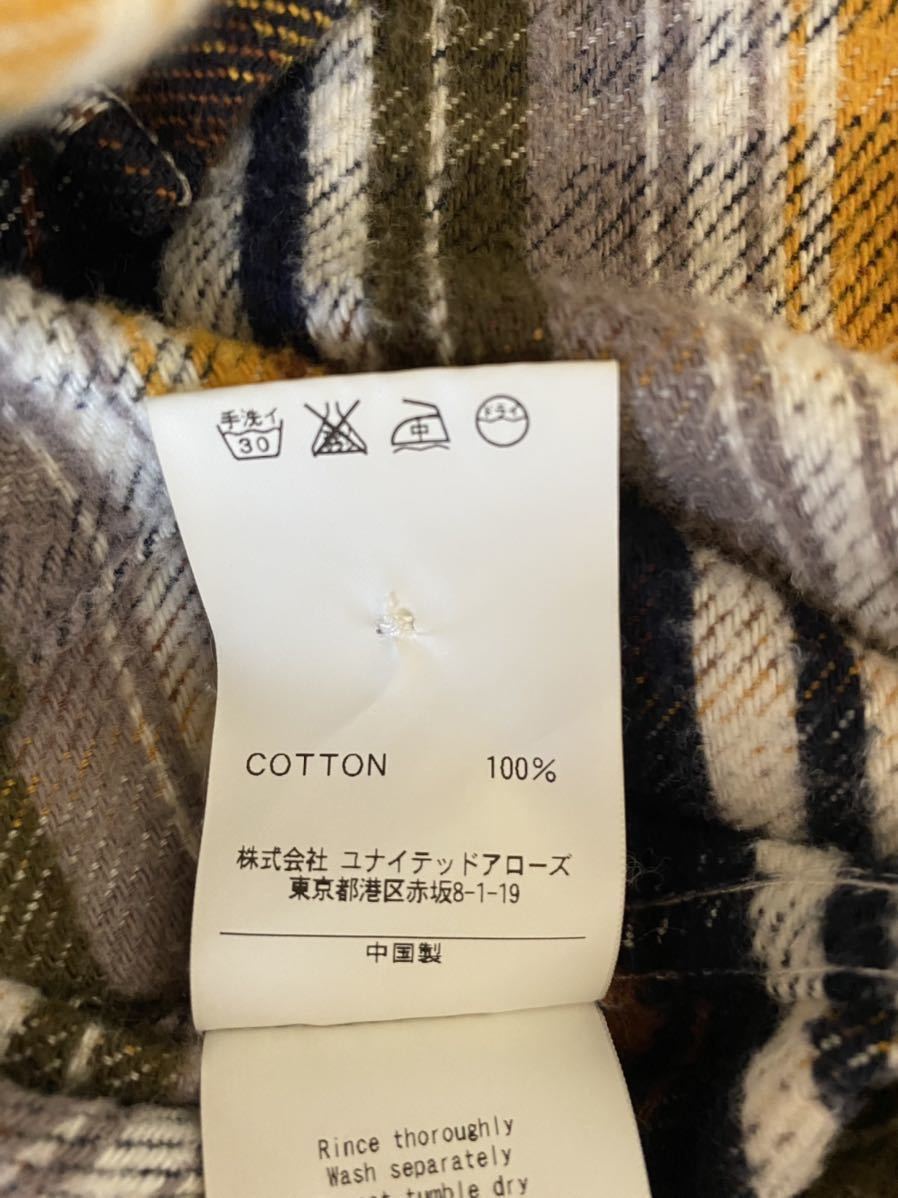 手洗イ 中 ドライ
30
COTTON 100%
株式会社 ユナイテッドアローズ
東京都港区赤坂8-1-19
中国製
Rince thoroughly
Wash separately
tumble dry